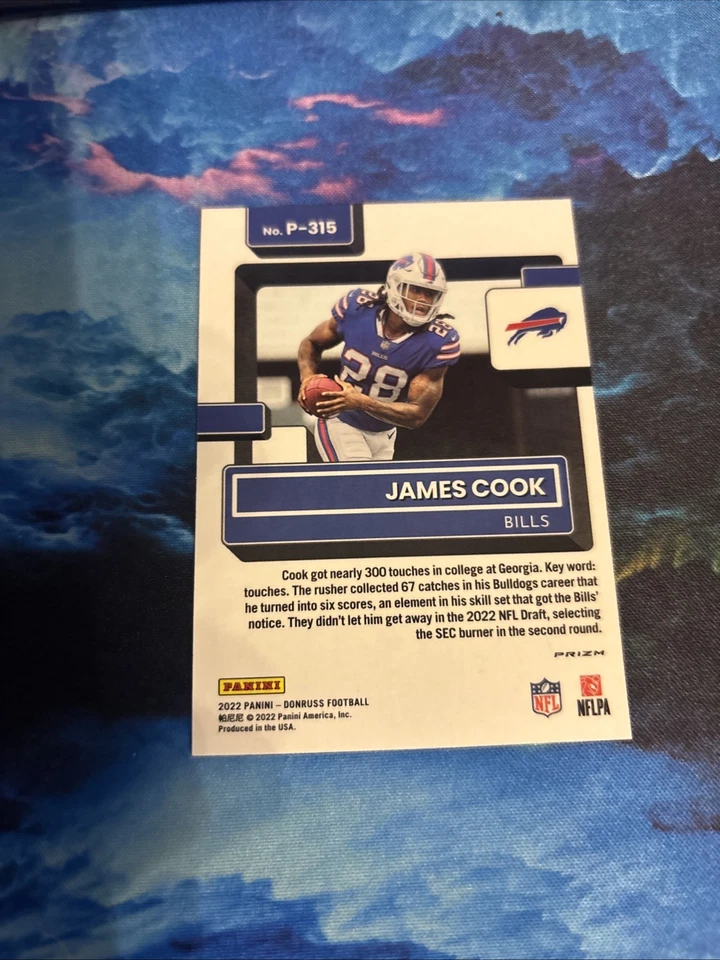 No. P-315
28
28
BILLS
JAMES COOK
BILLS
Cook got nearly 300 touches in college at Georgia. Key word:
touches. The rusher collected 67 catches in his Bulldogs career that
he turned into six scores, an element in his skill set that got the Bills'
notice. They didn't let him get away in the 2022 NFL Draft, selecting
the SEC burner in the second round.
PRIZM
PANINI
2022 PANINI – DONRUSS FOOTBALL
帕尼尼 © 2022 Panini America, Inc.
Produced in the USA.
NFL
NFLPA